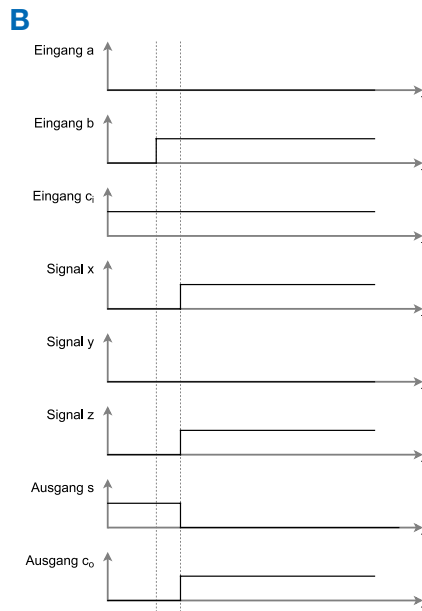 B
Eingang a
Eingang b
Eingang cᵢ
Signal x
Signal y
Signal z
Ausgang s
Ausgang cₒ